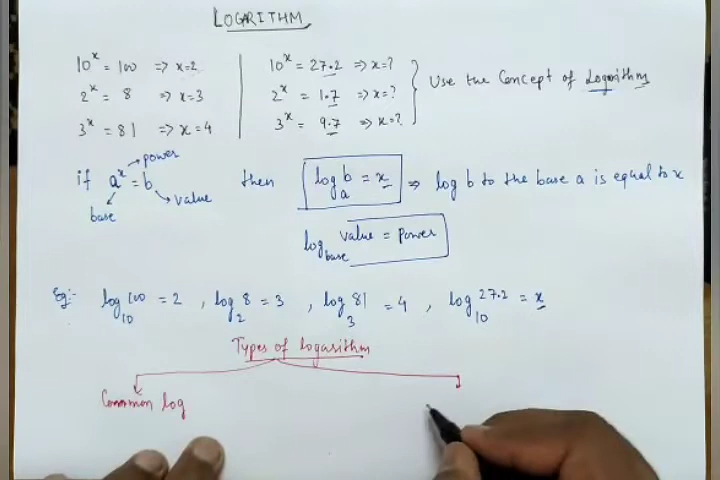 LOGARITHM
10^x = 100 => x=2 10^x = 27.2 => x=?
2^x = 8 => x=3 2^x = 1.7 => x=? Use the Concept of Logarithm
3^x = 81 => x=4 3^x = 9.7 => x=?
power
if a^x = b then log_a b = x => log b to the base a is equal to x
base value
log_base value = power
Eg:- log_10 100 = 2 , log_2 8 = 3 , log_3 81 = 4 , log_10 27.2 = x
Types of logarithm
Common log